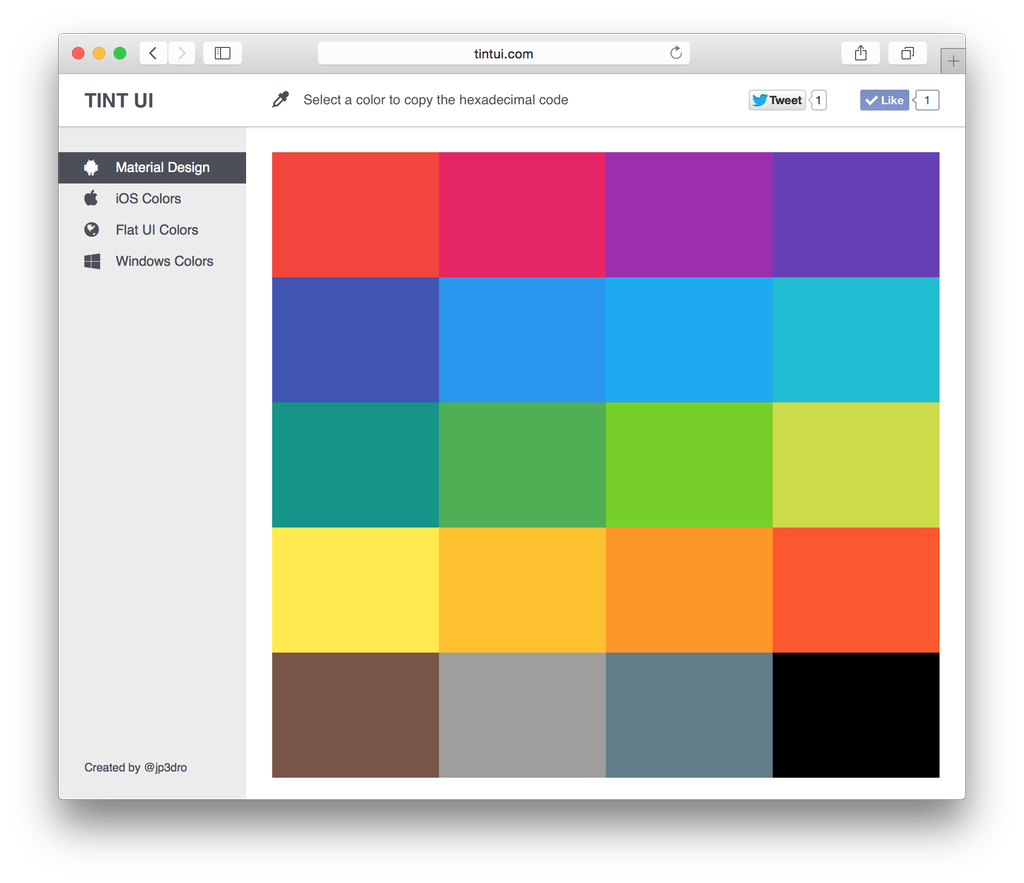 tintui.com
TINT UI
Select a color to copy the hexadecimal code
Tweet
1
Like
1
Material Design
iOS Colors
Flat UI Colors
Windows Colors
Created by @jp3dro